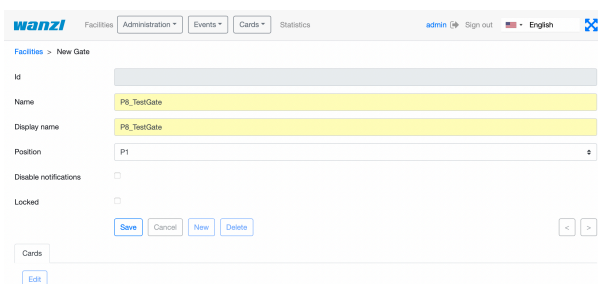 wanzl Facilities Administration Events Cards Statistics admin Sign out English
Facilities > New Gate
Id
Name P8_TestGate
Display name P8_TestGate
Position P1
Disable notifications
Locked
Save Cancel New Delete < >
Cards
Edit